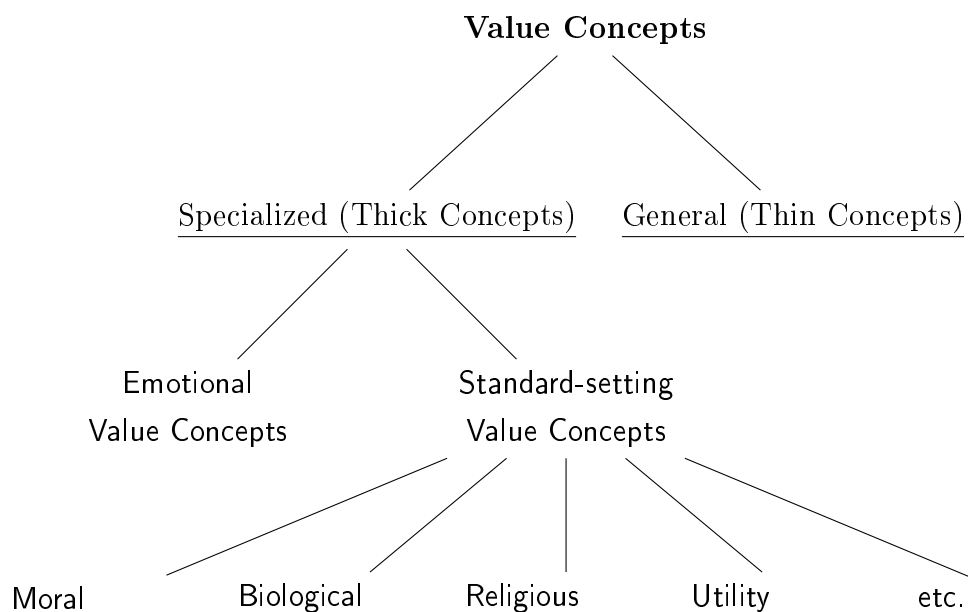 Value Concepts
Specialized (Thick Concepts) General (Thin Concepts)
Emotional
Value Concepts
Standard-setting
Value Concepts
Moral Biological Religious Utility etc.